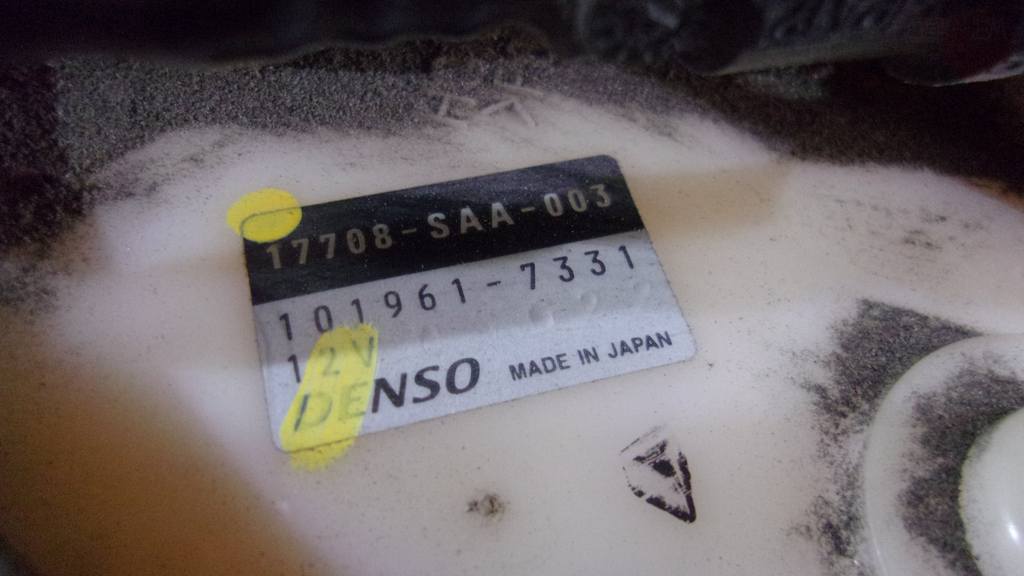 17708-SAA-003
101961-7331
12V
DENSO MADE IN JAPAN